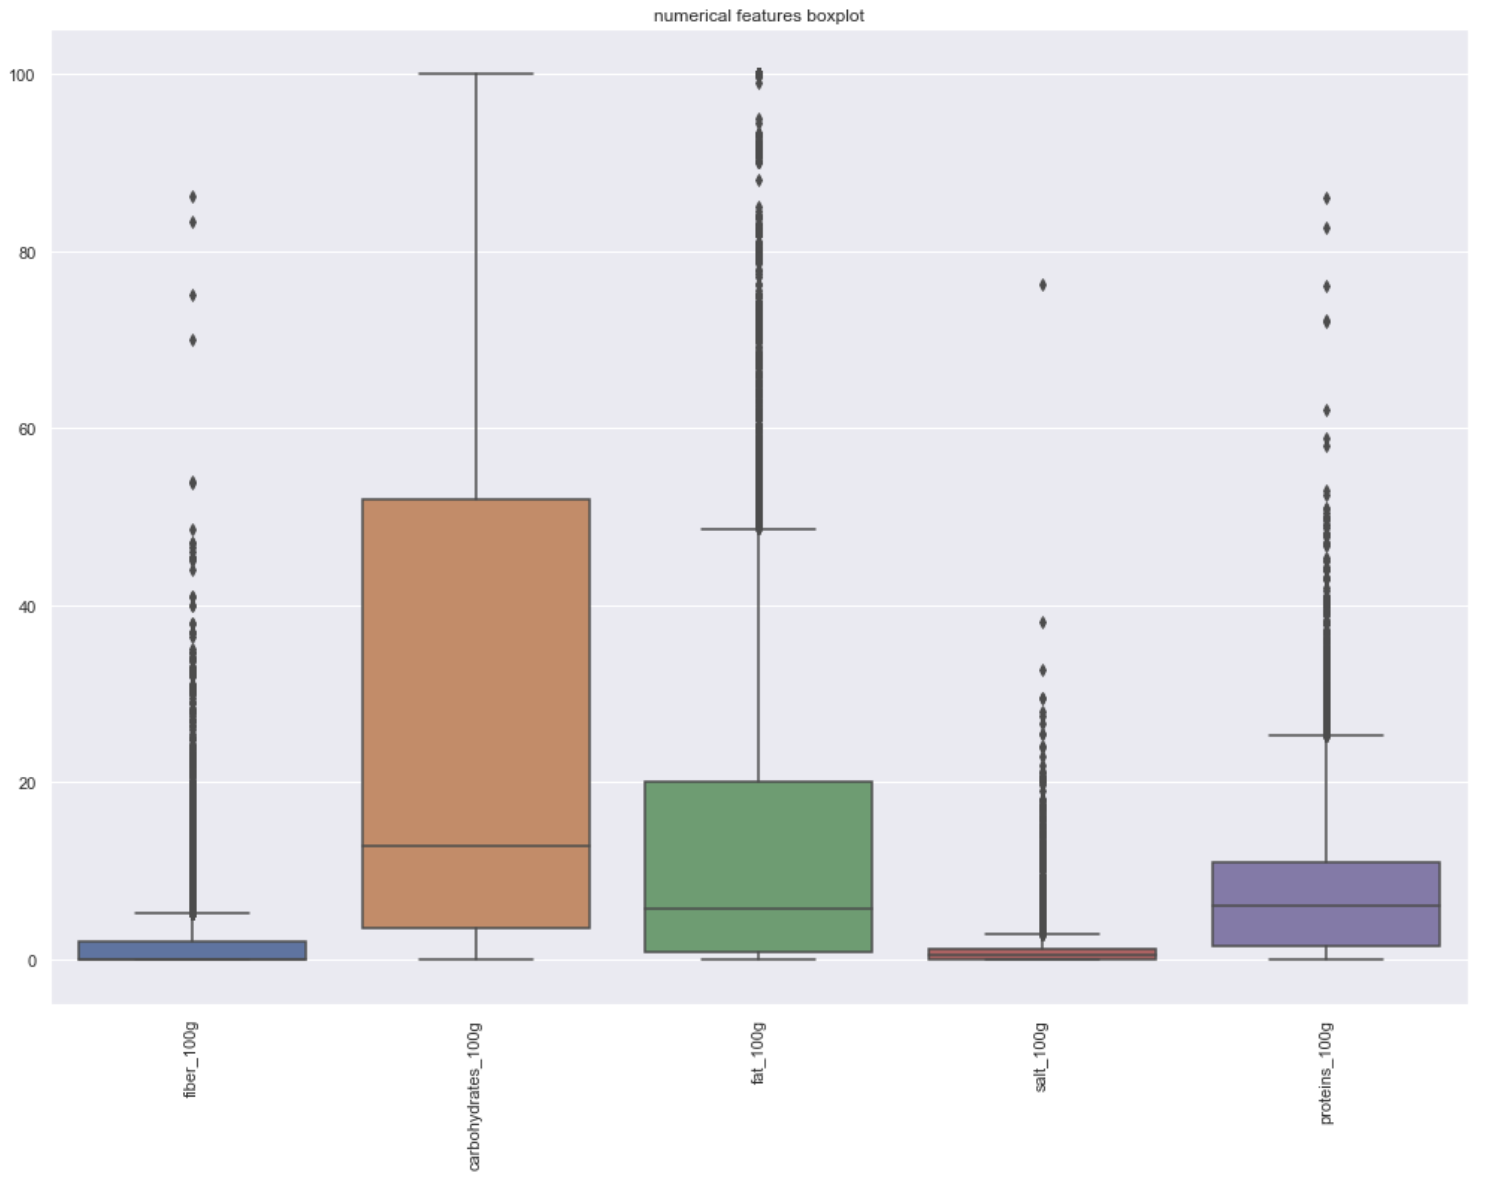 numerical features boxplot
100
80
60
40
20
0
fiber_100g
carbohydrates_100g
fat_100g
salt_100g
proteins_100g